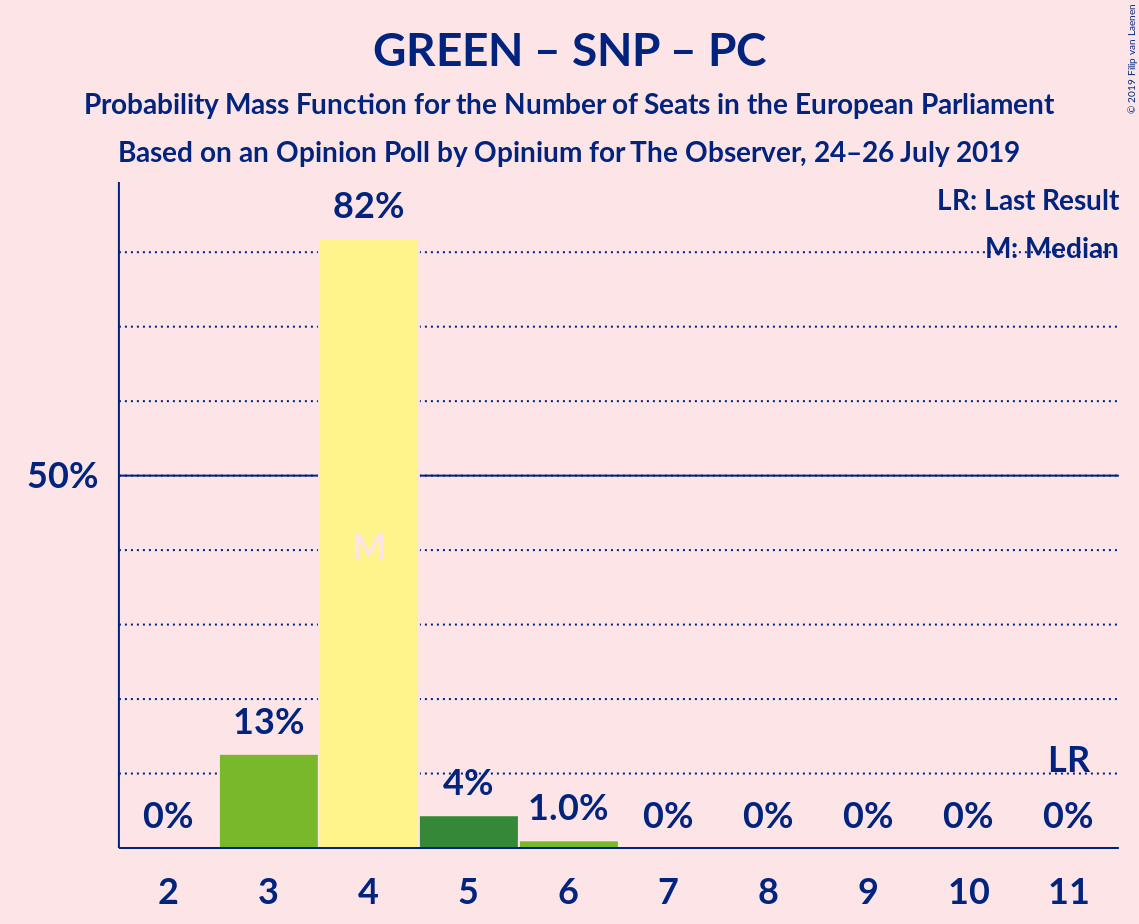 GREEN – SNP – PC
Probability Mass Function for the Number of Seats in the European Parliament
Based on an Opinion Poll by Opinium for The Observer, 24–26 July 2019
© 2019 Filip van Laenen
LR: Last Result
M: Median
82%
50%
M
13%
4%
LR
0%
1.0%
0%
0%
0%
0%
0%
2 3 4 5 6 7 8 9 10 11